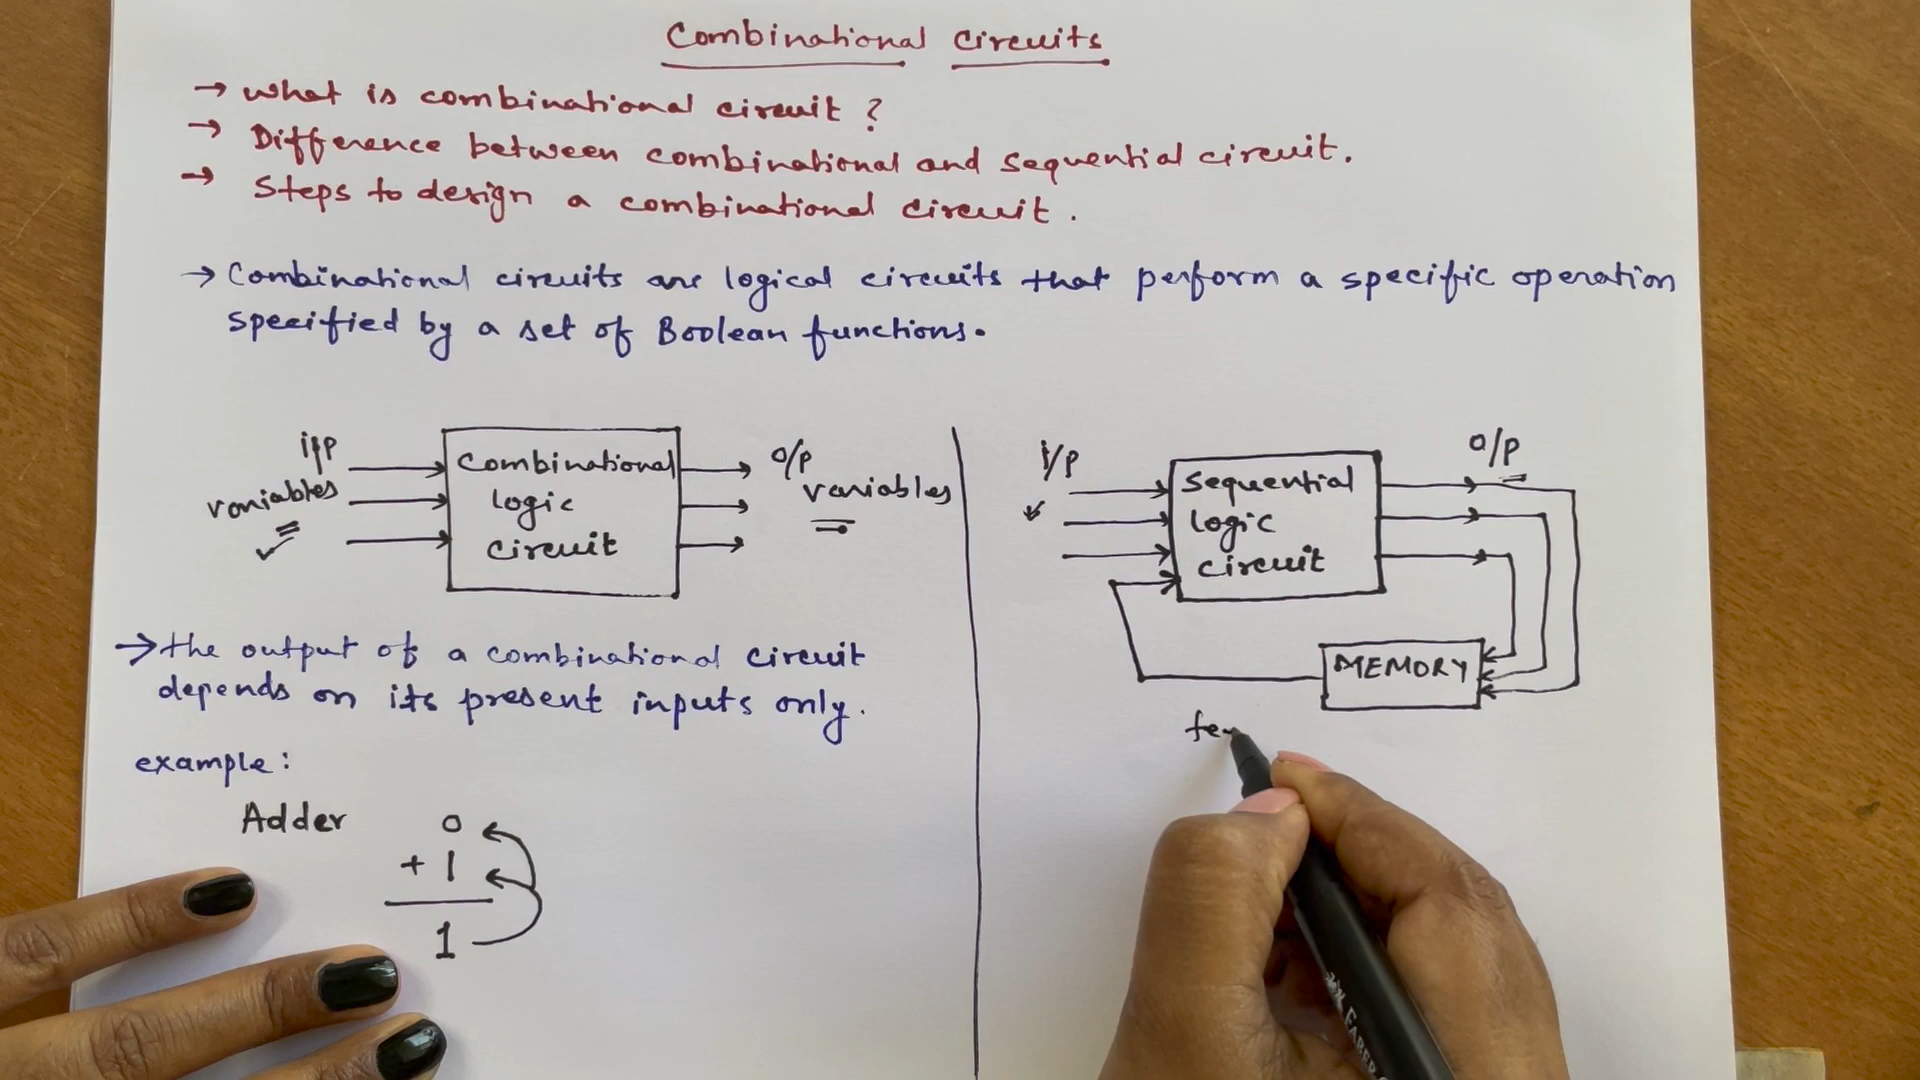 Combinational Circuits
→ What is combinational circuit ?
→ Difference between combinational and sequential circuit.
→ Steps to design a combinational circuit.
→ Combinational circuits are logical circuits that perform a specific operation
specified by a set of Boolean functions.
i/p
variables
Combinational
logic
circuit
o/p
variables
→ the output of a combinational circuit
depends on its present inputs only.
example:
Adder
0
+ 1
1
i/p
Sequential
logic
circuit
o/p
MEMORY